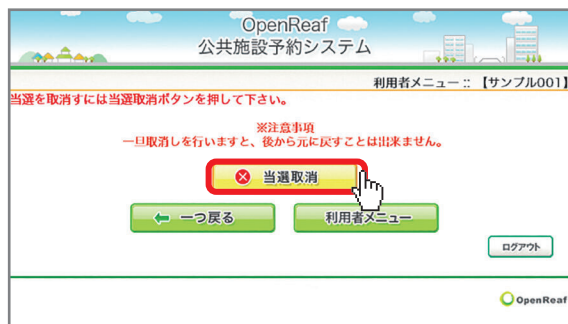 OpenReaf
公共施設予約システム
利用者メニュー :: 【サンプル001】
当選を取消すには当選取消ボタンを押して下さい。
※注意事項
一旦取消しを行いますと、後から元に戻すことは出来ません。
当選取消
一つ戻る
利用者メニュー
ログアウト
OpenReaf